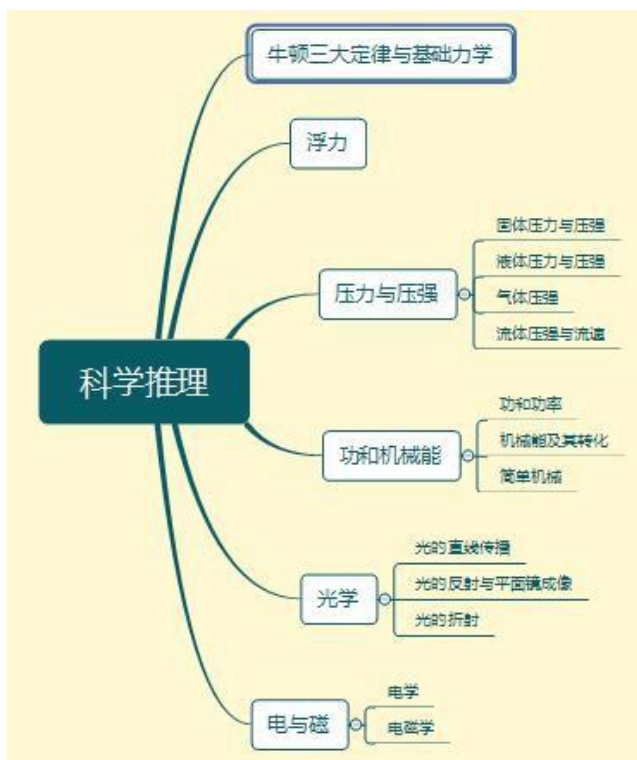 牛顿三大定律与基础力学
浮力
固体压力与压强
液体压力与压强
压力与压强
气体压强
流体压强与流速
科学推理
功和功率
机械能及其转化
功和机械能
简单机械
光的直线传播
光的反射与平面镜成像
光学
光的折射
电学
电与磁
电磁学